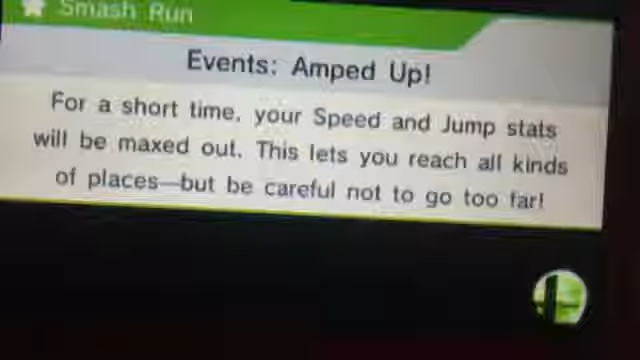 Smash Run
Events: Amped Up!
For a short time, your Speed and Jump stats
will be maxed out. This lets you reach all kinds
of places—but be careful not to go too far!